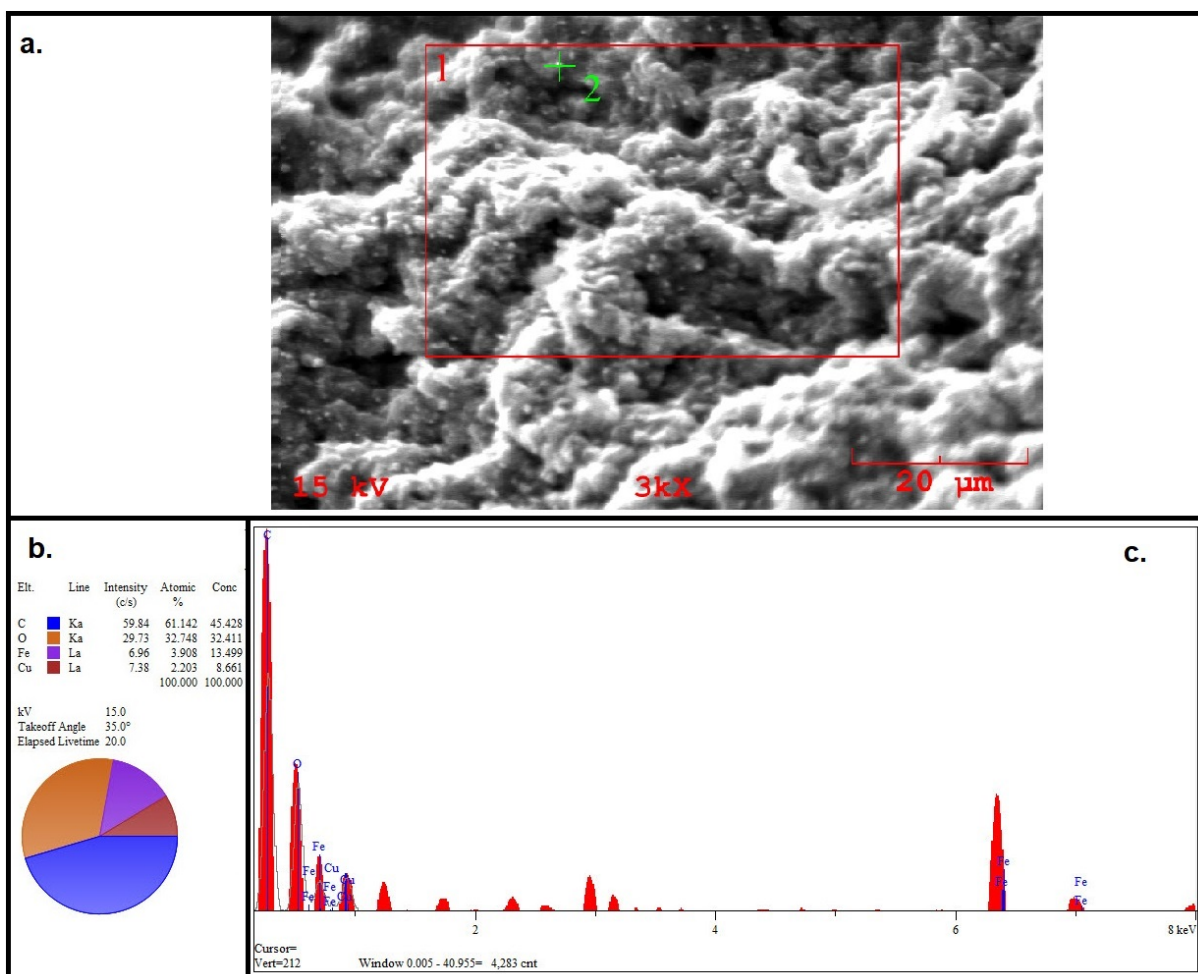 a.
1
2
15 kV 3kX 20 µm
b.
Elt. Line Intensity Atomic Conc
(c/s) %
C Ka 59.84 61.142 45.428
O Ka 29.73 32.748 32.411
Fe La 6.96 3.908 13.499
Cu La 7.38 2.203 8.661
100.000 100.000
kV 15.0
Takeoff Angle 35.0°
Elapsed Livetime 20.0
c.
C
O
Fe
Cu
Fe
Fe
Cu
Fe
Fe
Cu
Fe
Fe
Fe
Fe
2 4 6 8 keV
Cursor=
Vert=212 Window 0.005 - 40.955= 4,283 cnt